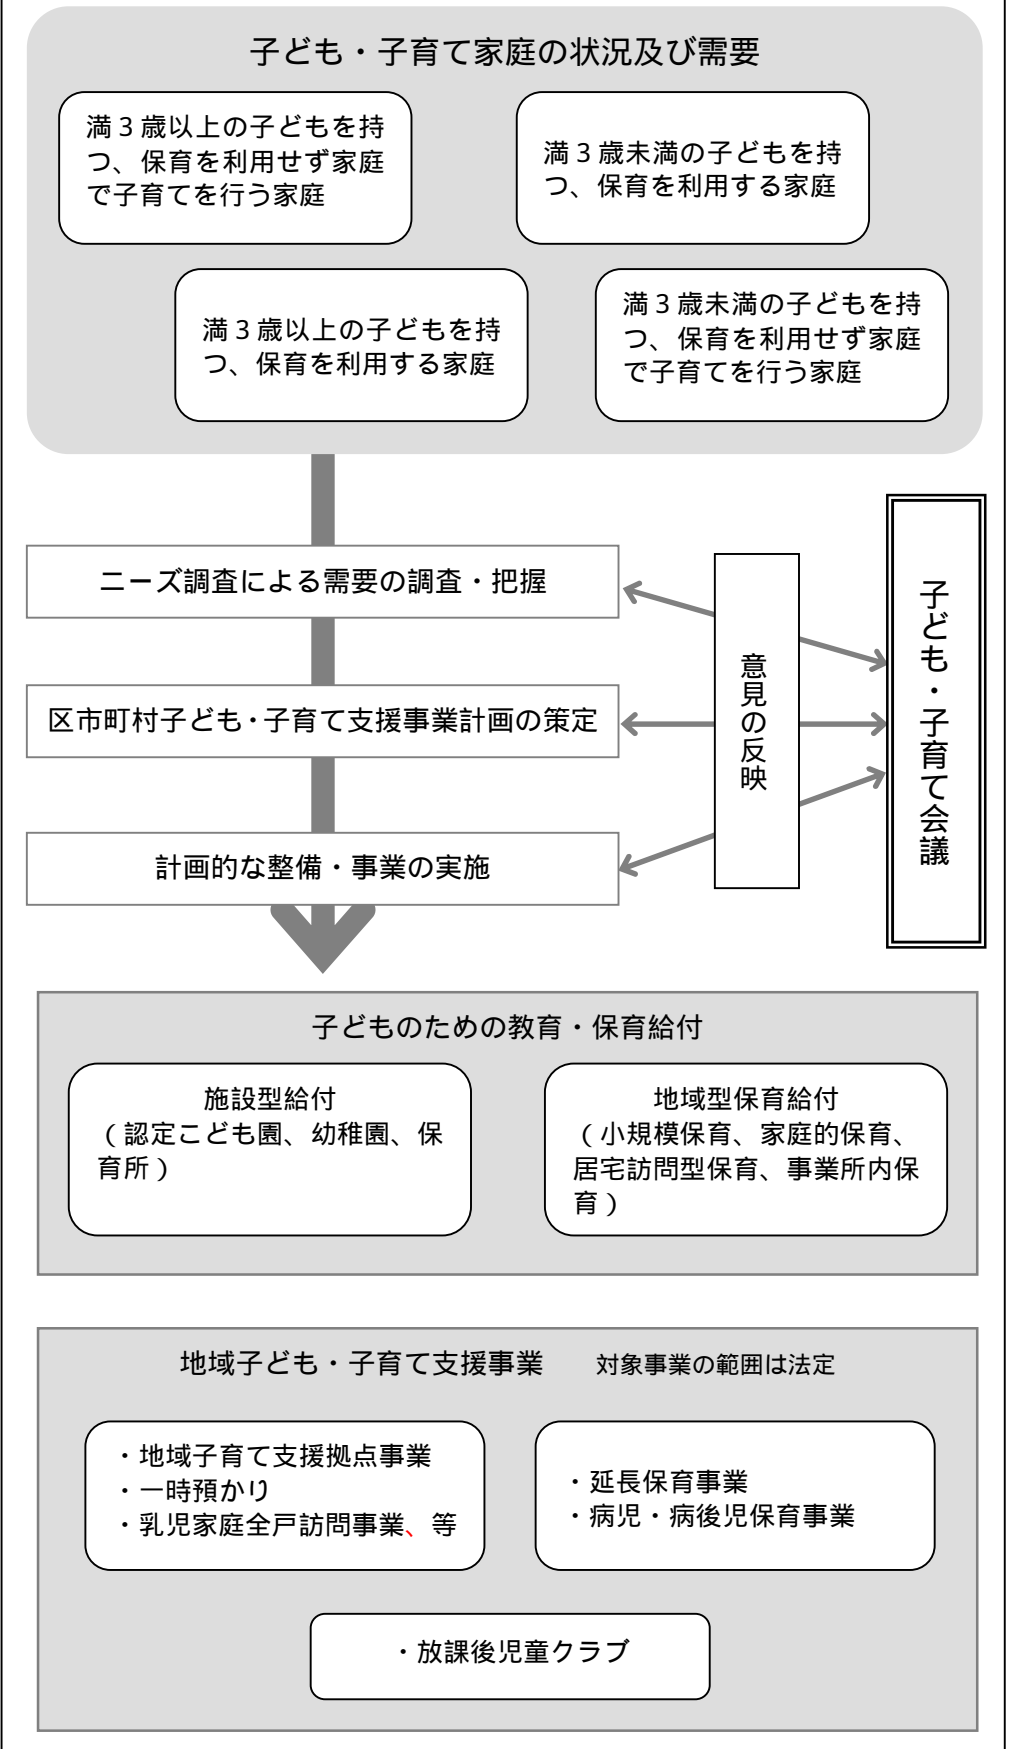 子ども・子育て家庭の状況及び需要
満３歳以上の子どもを持
つ、保育を利用せず家庭
で子育てを行う家庭
満３歳未満の子どもを持
つ、保育を利用する家庭
満３歳以上の子どもを持
つ、保育を利用する家庭
満３歳未満の子どもを持
つ、保育を利用せず家庭
で子育てを行う家庭
ニーズ調査による需要の調査・把握
区市町村子ども・子育て支援事業計画の策定
計画的な整備・事業の実施
意見の反映
子ども・子育て会議
子どものための教育・保育給付
施設型給付
（認定こども園、幼稚園、保
育所）
地域型保育給付
（小規模保育、家庭的保育、
居宅訪問型保育、事業所内保
育）
地域子ども・子育て支援事業　対象事業の範囲は法定
・地域子育て支援拠点事業
・一時預かり
・乳児家庭全戸訪問事業、等
・延長保育事業
・病児・病後児保育事業
・放課後児童クラブ